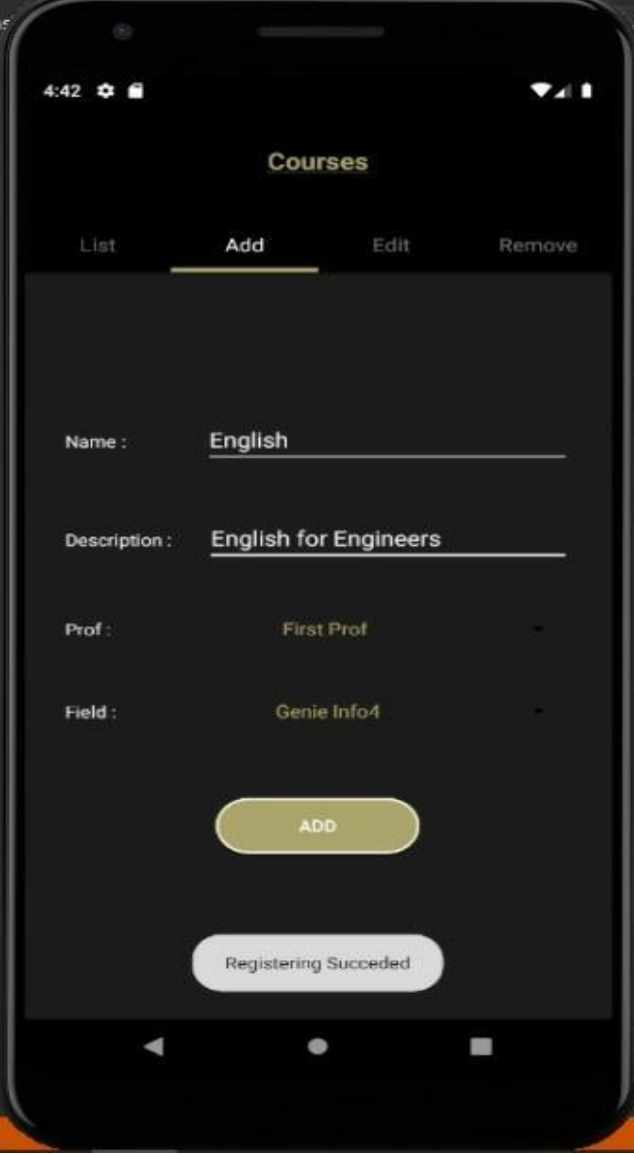 4:42
Courses
List Add Edit Remove
Name : English
Description : English for Engineers
Prof : First Prof
Field : Genie Info4
ADD
Registering Succeded